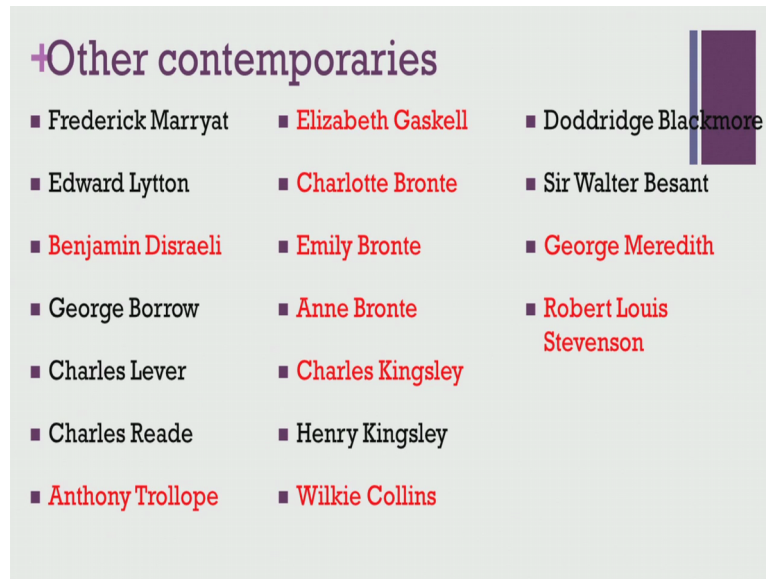 +Other contemporaries
Frederick Marryat
Edward Lytton
Benjamin Disraeli
George Borrow
Charles Lever
Charles Reade
Anthony Trollope
Elizabeth Gaskell
Charlotte Bronte
Emily Bronte
Anne Bronte
Charles Kingsley
Henry Kingsley
Wilkie Collins
Doddridge Blackmore
Sir Walter Besant
George Meredith
Robert Louis
Stevenson